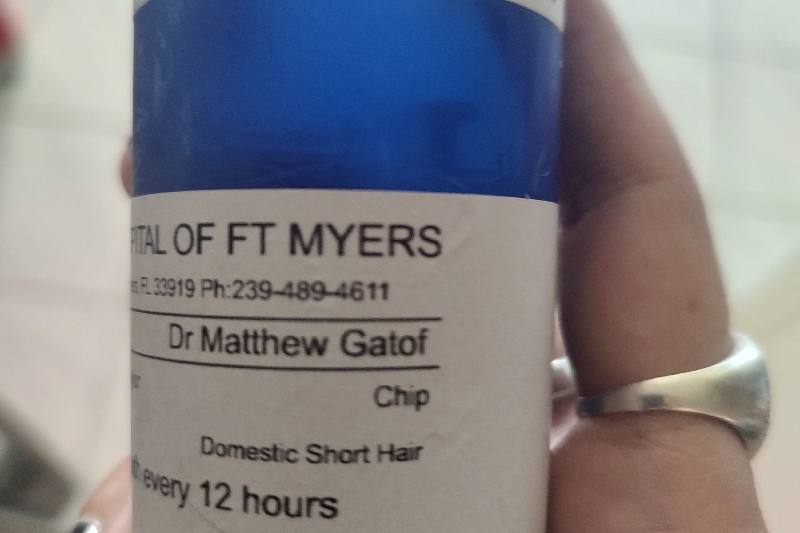 PITAL OF FT MYERS
FL 33919 Ph:239-489-4611
Dr Matthew Gatof
Chip
Domestic Short Hair
every 12 hours